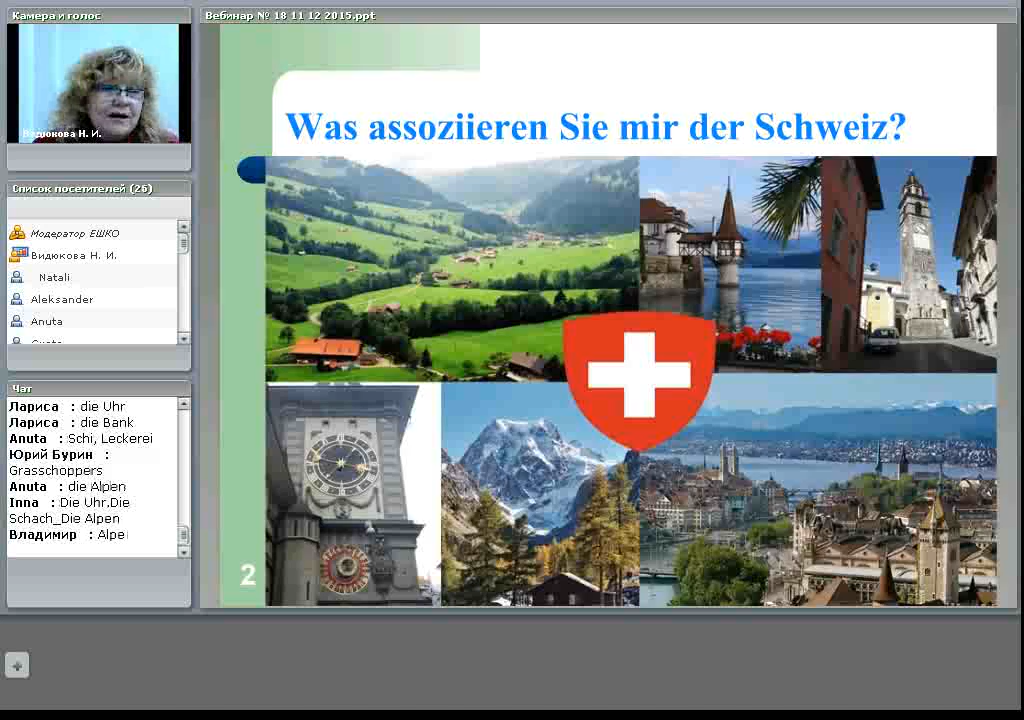 Камера и голос
Видюкова Н. И.
Список посетителей (26)
Модератор ЕШКО
Видюкова Н. И.
Natali
Aleksander
Anuta
Чат
Лариса : die Uhr
Лариса : die Bank
Anuta : Schi, Leckerei
Юрий Бурин :
Grasschoppers
Anuta : die Alpen
Inna : Die Uhr.Die
Schach_Die Alpen
Владимир : Alpe
Вебинар № 18 11 12 2015.ppt
Was assoziieren Sie mir der Schweiz?
2